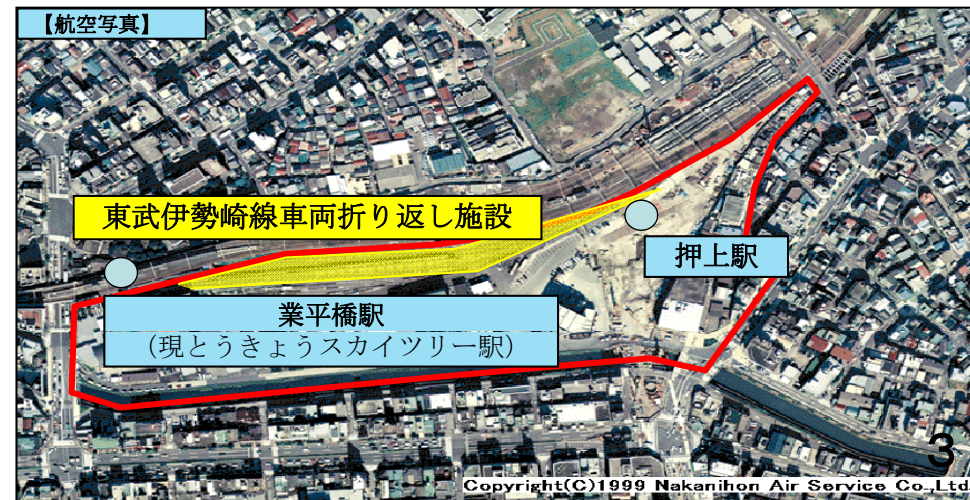 【航空写真】
東武伊勢崎線車両折り返し施設
押上駅
業平橋駅
（現とうきょうスカイツリー駅）
3
Copyright(C)1999 Nakanihon Air Service Co.,Ltd